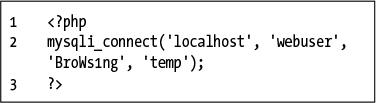 1 <?php
2 mysqli_connect('localhost', 'webuser',
'BroWs1ng', 'temp');
3 ?>